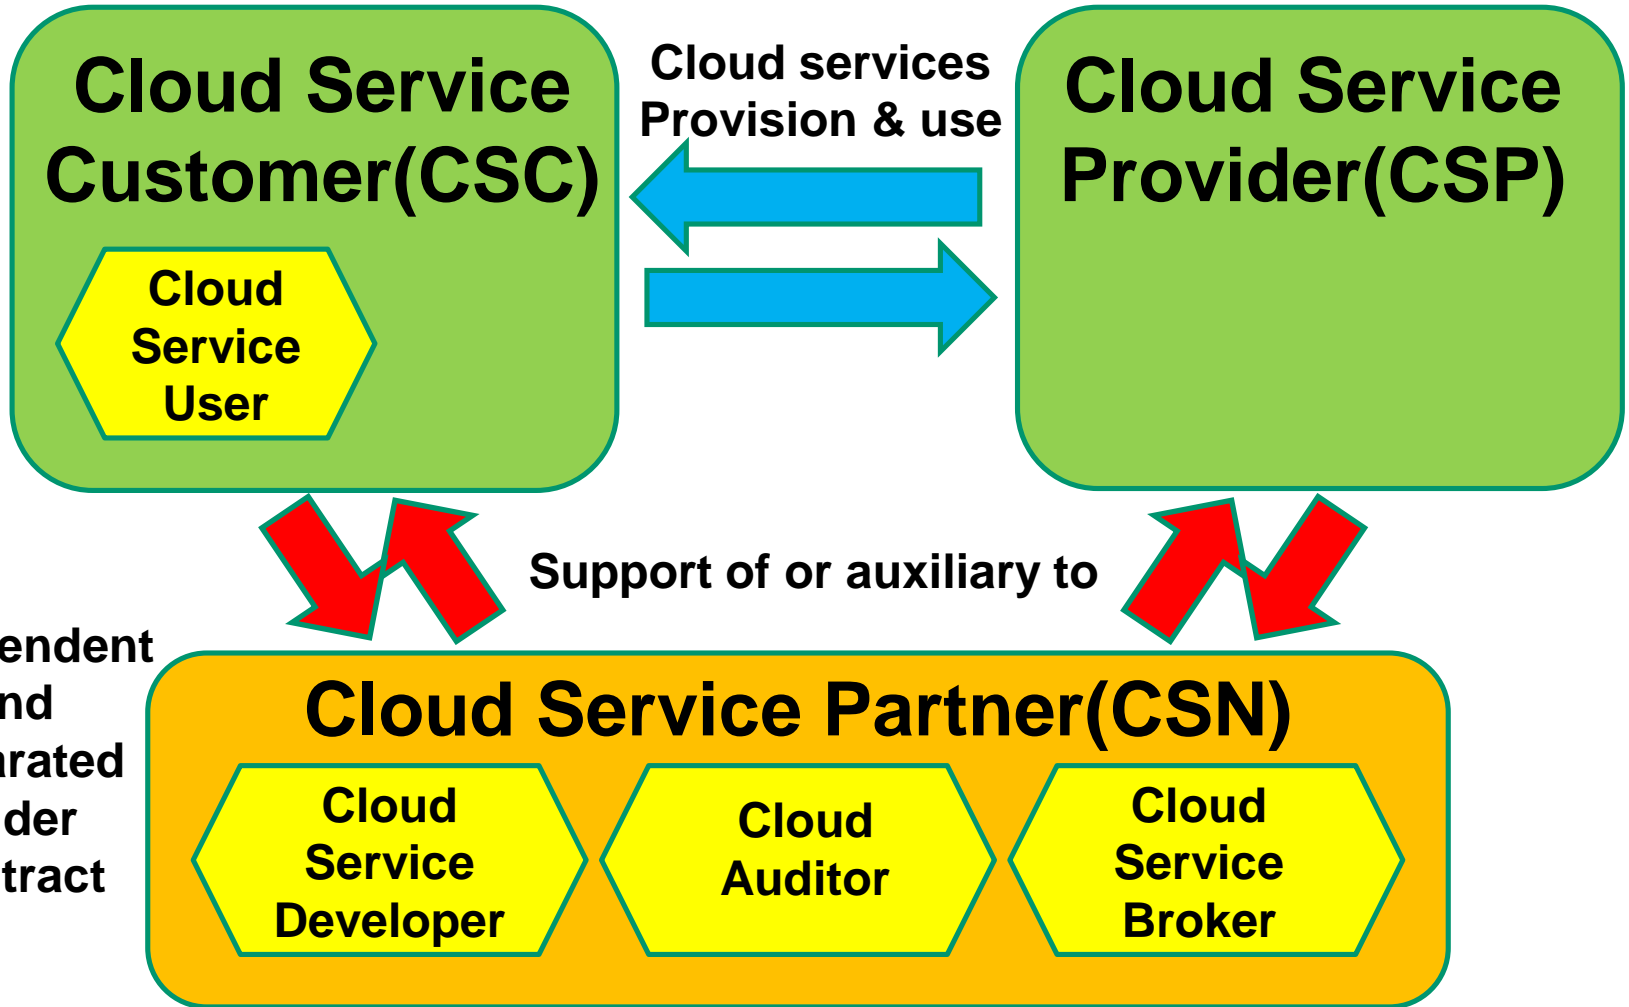 Cloud Service
Customer(CSC)
Cloud
Service
User
Cloud services
Provision & use
Cloud Service
Provider(CSP)
Support of or auxiliary to
endent
nd
arated
der
tract
Cloud Service Partner(CSN)
Cloud
Service
Developer
Cloud
Auditor
Cloud
Service
Broker